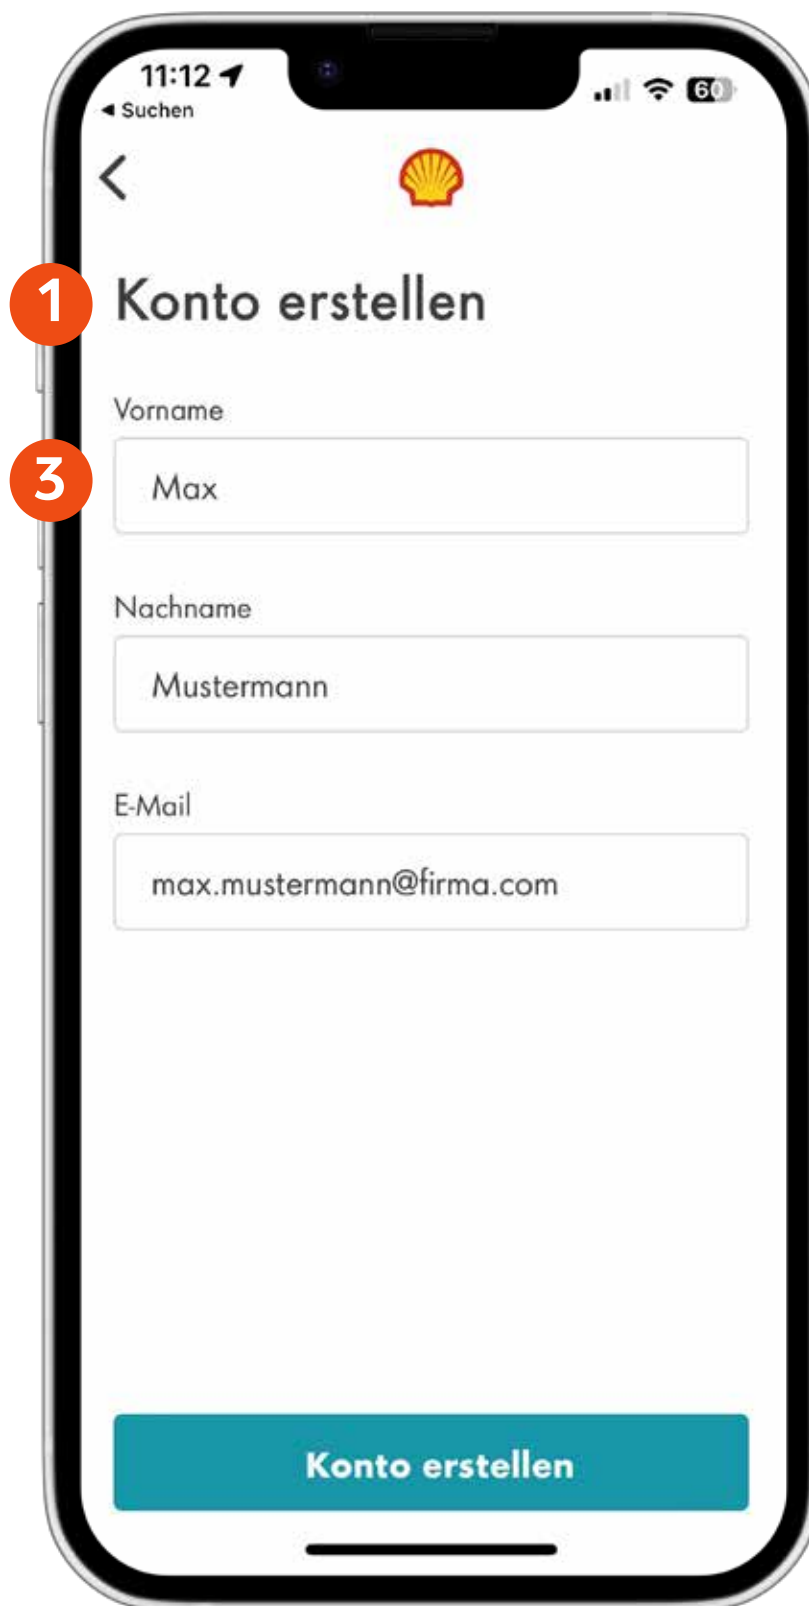 11:12
◀ Suchen
60
1
Konto erstellen
Vorname
3
Max
Nachname
Mustermann
E-Mail
max.mustermann@firma.com
Konto erstellen